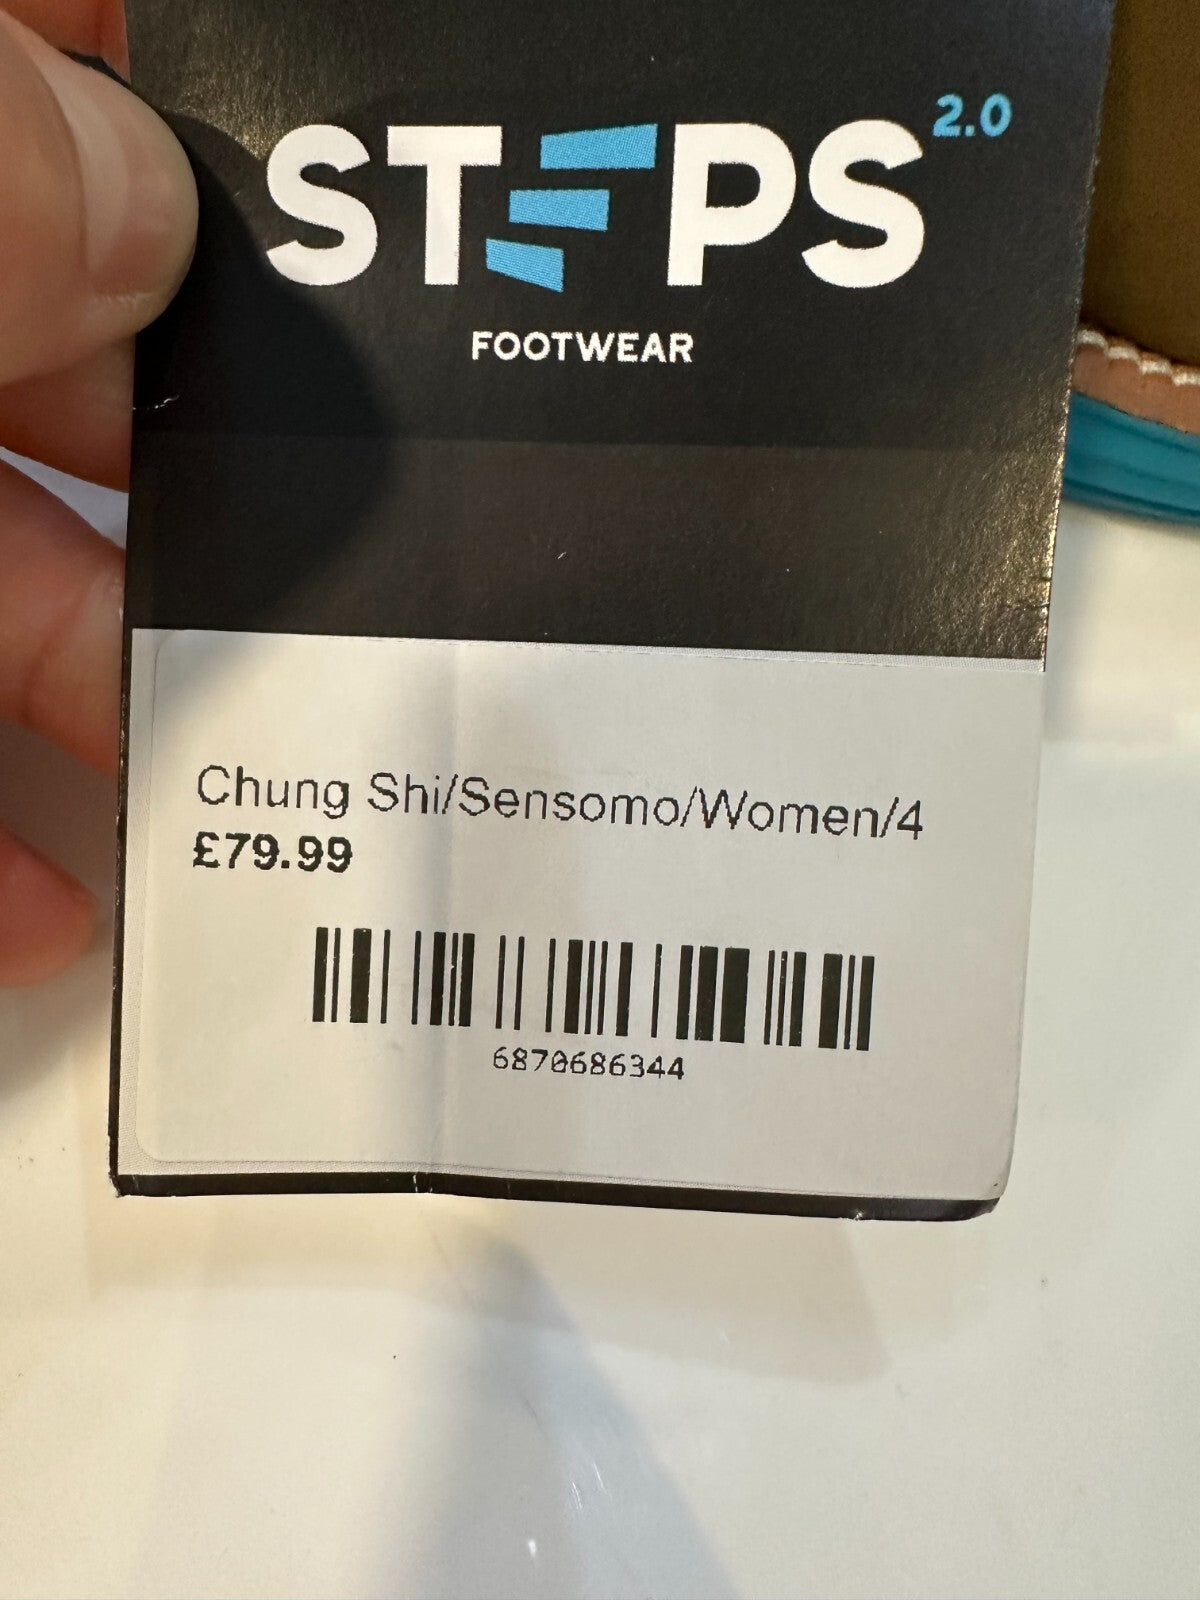 STEPS 2.0
FOOTWEAR
Chung Shi/Sensomo/Women/4
£79.99
6870686344